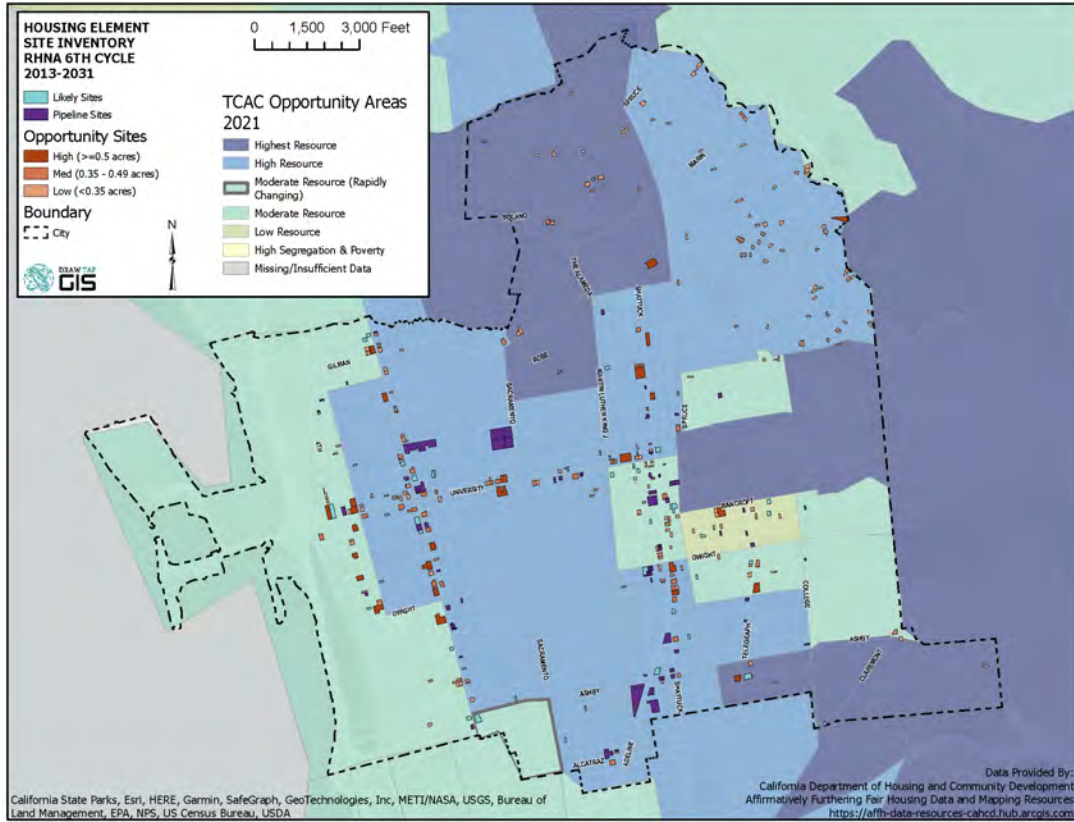 HOUSING ELEMENT
SITE INVENTORY
RHNA 6TH CYCLE
2013-2031
Likely Sites
Pipeline Sites
Opportunity Sites
High (>=0.5 acres)
Med (0.35 - 0.49 acres)
Low (<0.35 acres)
Boundary
City
DRAW TAP
GIS
N
0 1,500 3,000 Feet
TCAC Opportunity Areas
2021
Highest Resource
High Resource
Moderate Resource (Rapidly
Changing)
Moderate Resource
Low Resource
High Segregation & Poverty
Missing/Insufficient Data
SPRUCE
MARIN
SOLANO
THE ALAMEDA
SHATTUCK
GILMAN
ROSE
SACRAMENTO
MARTIN LUTHER KING J
SPRUCE
6TH
UNIVERSITY
BANCROFT
DWIGHT
DWIGHT
COLLEGE
TELEGRAPH
SACRAMENTO
ASHBY
CLAREMONT
ASHBY
SHATTUCK
ADELINE
ALCATRAZ
California State Parks, Esri, HERE, Garmin, SafeGraph, GeoTechnologies, Inc, METI/NASA, USGS, Bureau of
Land Management, EPA, NPS, US Census Bureau, USDA
Data Provided By:
California Department of Housing and Community Development
Affirmatively Furthering Fair Housing Data and Mapping Resources
https://affh-data-resources-cahcd.hub.arcgis.com